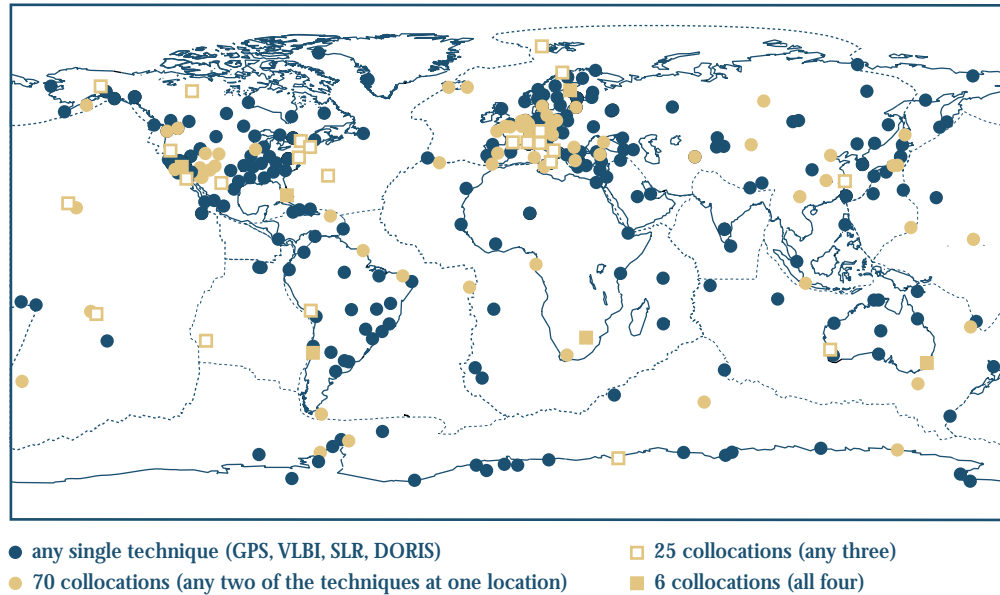 any single technique (GPS, VLBI, SLR, DORIS)
70 collocations (any two of the techniques at one location)
25 collocations (any three)
6 collocations (all four)